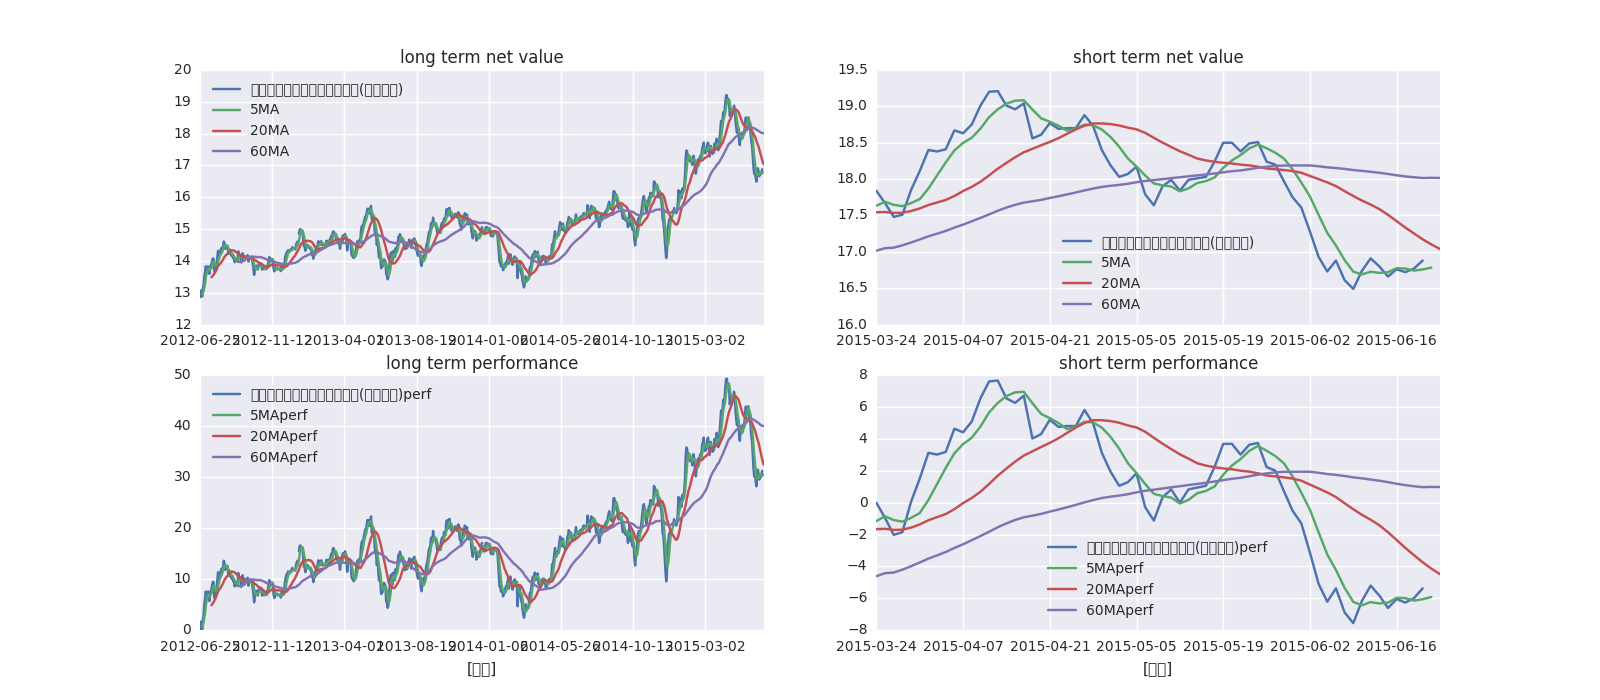 long term net value
20
19
18
17
16
15
14
13
12
5MA
20MA
60MA
2012-06-25 2012-11-12 2013-04-01 2013-08-19 2014-01-06 2014-05-26 2014-10-13 2015-03-02
short term net value
19.5
19.0
18.5
18.0
17.5
17.0
16.5
16.0
5MA
20MA
60MA
2015-03-24 2015-04-07 2015-04-21 2015-05-05 2015-05-19 2015-06-02 2015-06-16
long term performance
50
40
30
20
10
0
perf
5MAperf
20MAperf
60MAperf
2012-06-25 2012-11-12 2013-04-01 2013-08-19 2014-01-06 2014-05-26 2014-10-13 2015-03-02
short term performance
8
6
4
2
0
−2
−4
−6
−8
perf
5MAperf
20MAperf
60MAperf
2015-03-24 2015-04-07 2015-04-21 2015-05-05 2015-05-19 2015-06-02 2015-06-16